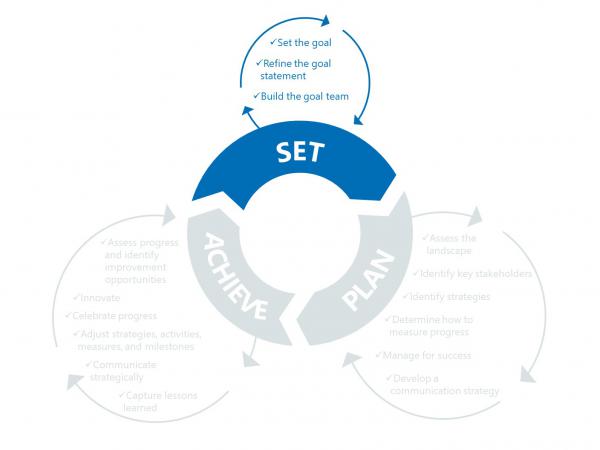 ✓Set the goal
✓Refine the goal
statement
✓Build the goal team
SET
PLAN
✓Assess the
landscape
✓Identify key stakeholders
✓Identify strategies
✓Determine how to
measure progress
✓Manage for success
✓Develop a
communication strategy
ACHIEVE
✓Assess progress
and identify
improvement
opportunities
✓Innovate
✓Celebrate progress
✓Adjust strategies, activities,
measures, and milestones
✓Communicate
strategically
✓Capture lessons
learned